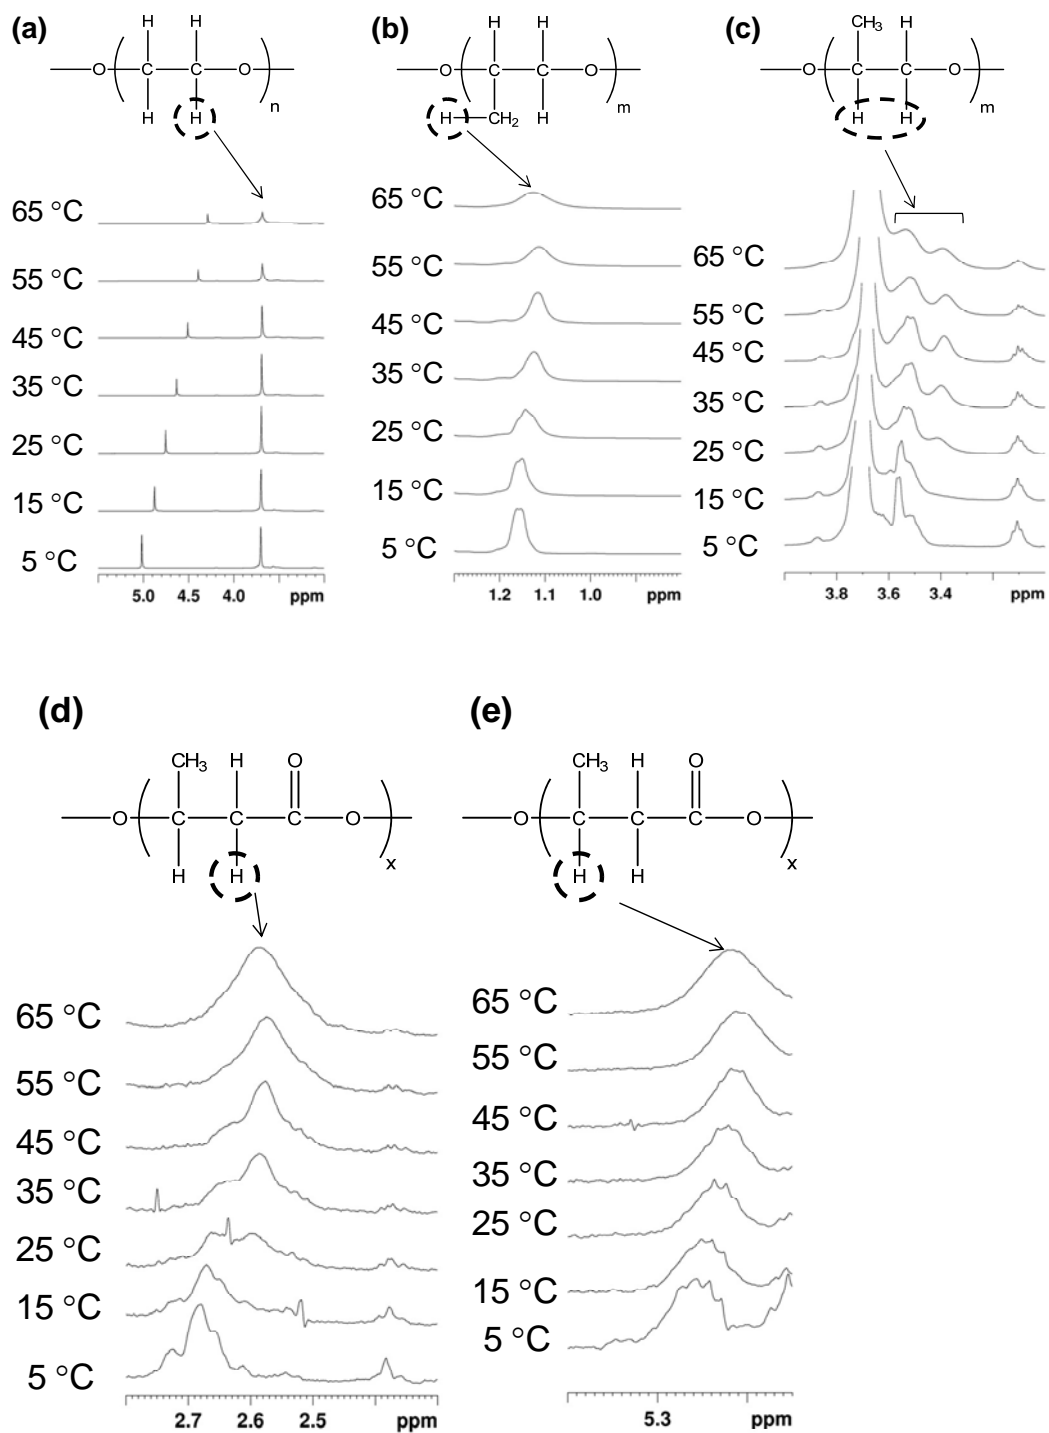 (a)
H H
O C C O
H H
n
65 °C
55 °C
45 °C
35 °C
25 °C
15 °C
5 °C
5.0 4.5 4.0 ppm
(b)
H H
O C C O
H CH2 H
m
65 °C
55 °C
45 °C
35 °C
25 °C
15 °C
5 °C
1.2 1.1 1.0 ppm
(c)
CH3 H
O C C O
H H
m
65 °C
55 °C
45 °C
35 °C
25 °C
15 °C
5 °C
3.8 3.6 3.4 ppm
(d)
CH3 H O
O C C C O
H H
x
65 °C
55 °C
45 °C
35 °C
25 °C
15 °C
5 °C
2.7 2.6 2.5 ppm
(e)
CH3 H O
O C C C O
H H
x
65 °C
55 °C
45 °C
35 °C
25 °C
15 °C
5 °C
5.3 ppm